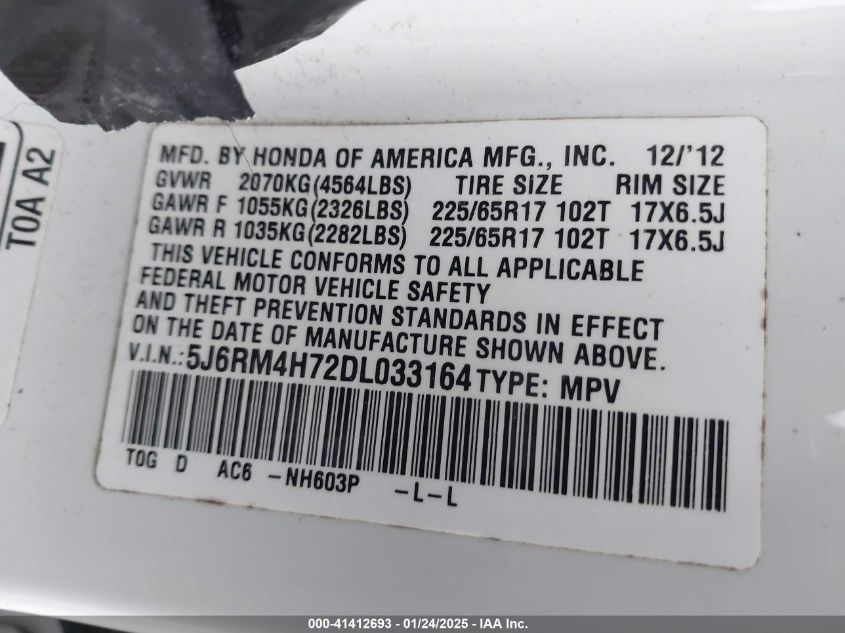 MFD. BY HONDA OF AMERICA MFG., INC. 12/'12
GVWR 2070KG(4564LBS) TIRE SIZE RIM SIZE
GAWR F 1055KG(2326LBS) 225/65R17 102T 17X6.5J
GAWR R 1035KG(2282LBS) 225/65R17 102T 17X6.5J
THIS VEHICLE CONFORMS TO ALL APPLICABLE
FEDERAL MOTOR VEHICLE SAFETY
AND THEFT PREVENTION STANDARDS IN EFFECT
ON THE DATE OF MANUFACTURE SHOWN ABOVE.
V.I.N.:5J6RM4H72DL033164 TYPE: MPV
T0G D AC6 -NH603P -L-L
T0A A2
000-41412693 / 01/24/2025 - IAA Inc.